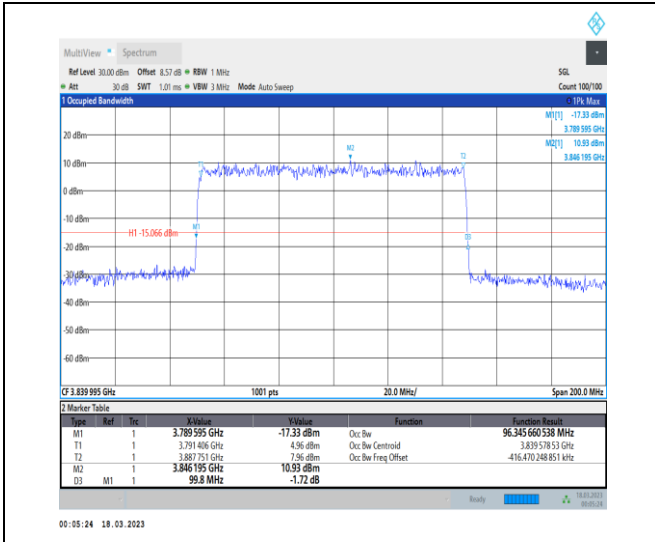 MultiView Spectrum
Ref Level 30.00 dBm Offset 8.57 dB RBW 1 MHz SGL
Att 30 dB SWT 1.01 ms VBW 3 MHz Mode Auto Sweep Count 100/100
1 Occupied Bandwidth 1Pk Max
M1[1] -17.33 dBm
3.789 595 GHz
20 dBm
M2[1] 10.93 dBm
3.846 195 GHz
M2
T2
10 dBm
0 dBm
-10 dBm
M1
H1 -15.066 dBm
D3
-20 dBm
-30 dBm
-40 dBm
-50 dBm
-60 dBm
CF 3.839 995 GHz 1001 pts 20.0 MHz/ Span 200.0 MHz
2 Marker Table
Type Ref Trc X-Value Y-Value Function Function Result
M1 1 3.789 595 GHz -17.33 dBm Occ Bw 96.345 660 538 MHz
T1 1 3.791 406 GHz 4.96 dBm Occ Bw Centroid 3.839 578 53 GHz
T2 1 3.887 751 GHz 7.96 dBm Occ Bw Freq Offset -416.470 248 851 kHz
M2 1 3.846 195 GHz 10.93 dBm
D3 M1 1 99.8 MHz -1.72 dB
Ready 18.03.2023
00:05:24
00:05:24 18.03.2023